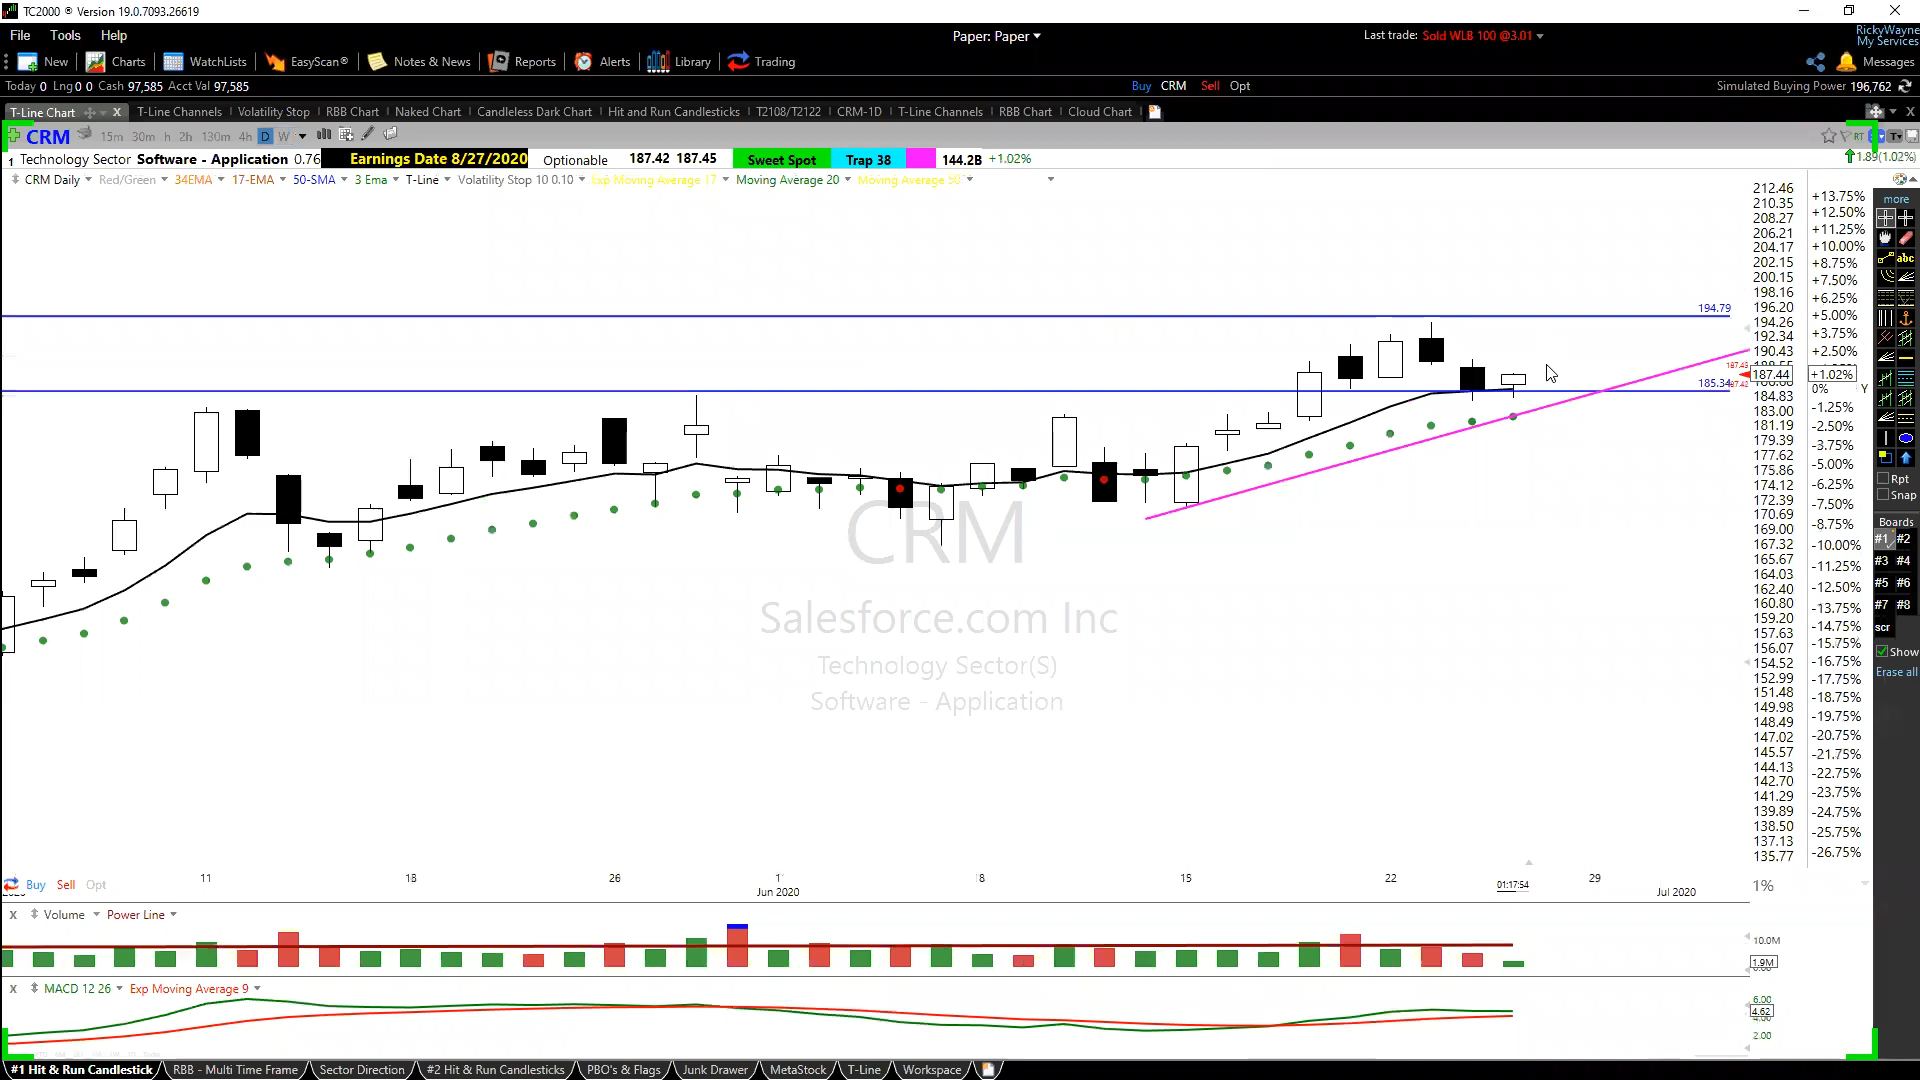 TC2000 ® Version 19.0.7093.26619
File Tools Help
Paper: Paper
Last trade: Sold WLB 100 @3.01
RickyWayne
My Services
New Charts WatchLists EasyScan® Notes & News Reports Alerts Library Trading
Messages
Today 0 Lng 0 0 Cash 97,585 Acct Val 97,585
Buy CRM Sell Opt
Simulated Buying Power 196,762
T-Line Chart X T-Line Channels Volatility Stop RBB Chart Naked Chart Candleless Dark Chart Hit and Run Candlesticks T2108/T2122 CRM-1D T-Line Channels RBB Chart Cloud Chart
CRM 15m 30m h 2h 130m 4h D W
RT
1 Technology Sector Software - Application 0.76 Earnings Date 8/27/2020 Optionable 187.42 187.45 Sweet Spot Trap 38 144.2B +1.02%
1.89(1.02%)
CRM Daily Red/Green 34EMA 17-EMA 50-SMA 3 Ema T-Line Volatility Stop 10 0.10 Exp Moving Average 17 Moving Average 20 Moving Average 50
212.46
210.35
208.27
206.21
204.17
202.15
200.15
198.16
196.20
194.26
192.34
190.43
187.44
184.83
183.00
181.19
179.39
177.62
175.86
174.12
172.39
170.69
169.00
167.32
165.67
164.03
162.40
160.80
159.20
157.63
156.07
154.52
152.99
151.48
149.98
148.49
147.02
145.57
144.13
142.70
141.29
139.89
138.50
137.13
135.77
+13.75%
+12.50%
+11.25%
+10.00%
+8.75%
+7.50%
+6.25%
+5.00%
+3.75%
+2.50%
+1.02%
0% Y
-1.25%
-2.50%
-3.75%
-5.00%
-6.25%
-7.50%
-8.75%
-10.00%
-11.25%
-12.50%
-13.75%
-14.75%
-15.75%
-16.75%
-17.75%
-18.75%
-19.75%
-20.75%
-21.75%
-22.75%
-23.75%
-24.75%
-25.75%
-26.75%
194.79
185.34
more
abc
Rpt
Snap
Boards
#1 #2
#3 #4
#5 #6
#7 #8
scr
Show
Erase all
CRM
Salesforce.com Inc
Technology Sector(S)
Software - Application
11 18 26 1 8 15 22 01:17:54 29
Jun 2020 Jul 2020
1%
Buy Sell Opt
X Volume Power Line
10.0M
1.9M
X MACD 12 26 Exp Moving Average 9
6.00
4.62
2.00
#1 Hit & Run Candlestick RBB - Multi Time Frame Sector Direction #2 Hit & Run Candlesticks PBO's & Flags Junk Drawer MetaStock T-Line Workspace